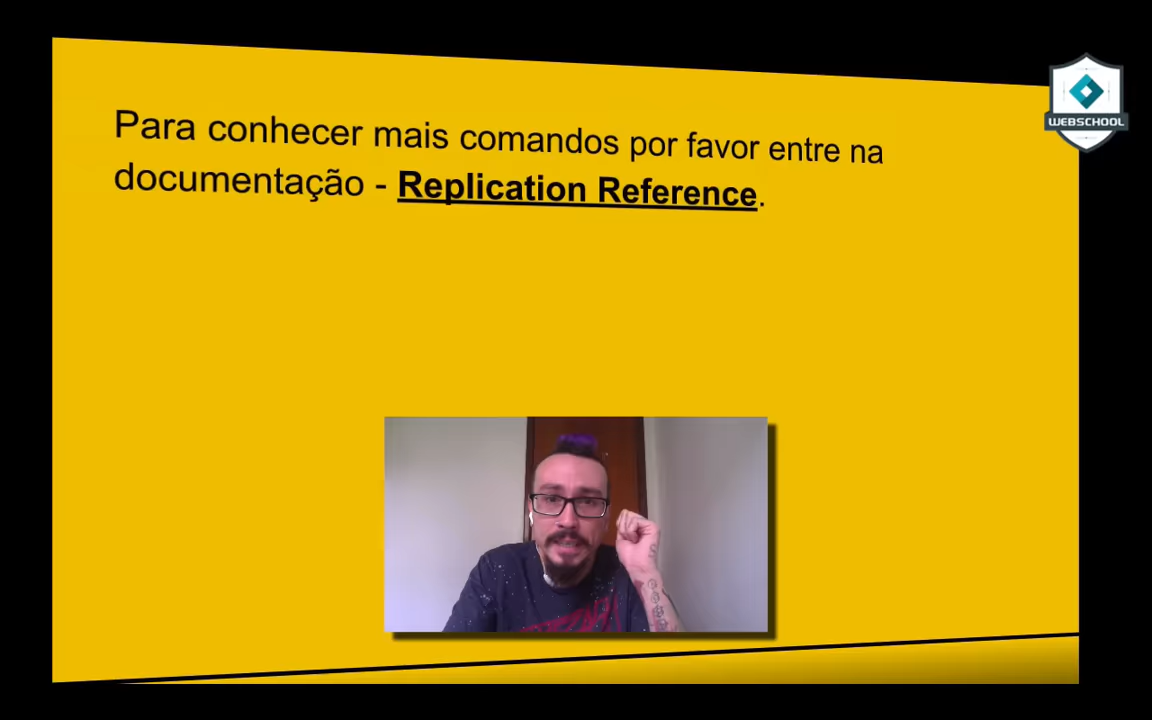 Para conhecer mais comandos por favor entre na
documentação - Replication Reference.
WEBSCHOOL